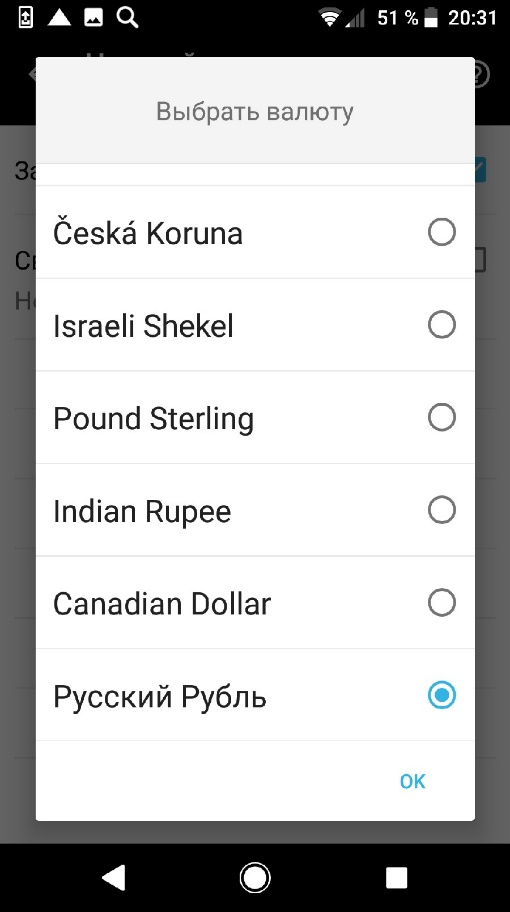 51 % 20:31
Выбрать валюту
Česká Koruna
Israeli Shekel
Pound Sterling
Indian Rupee
Canadian Dollar
Русский Рубль
OK